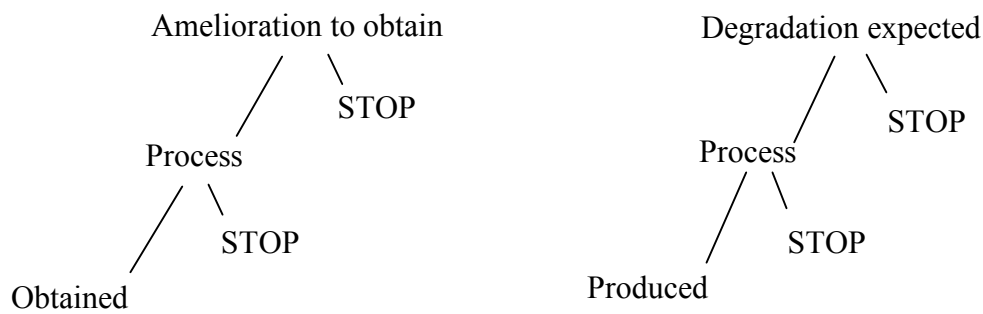 Amelioration to obtain
STOP
Process
STOP
Obtained
Degradation expected
STOP
Process
STOP
Produced